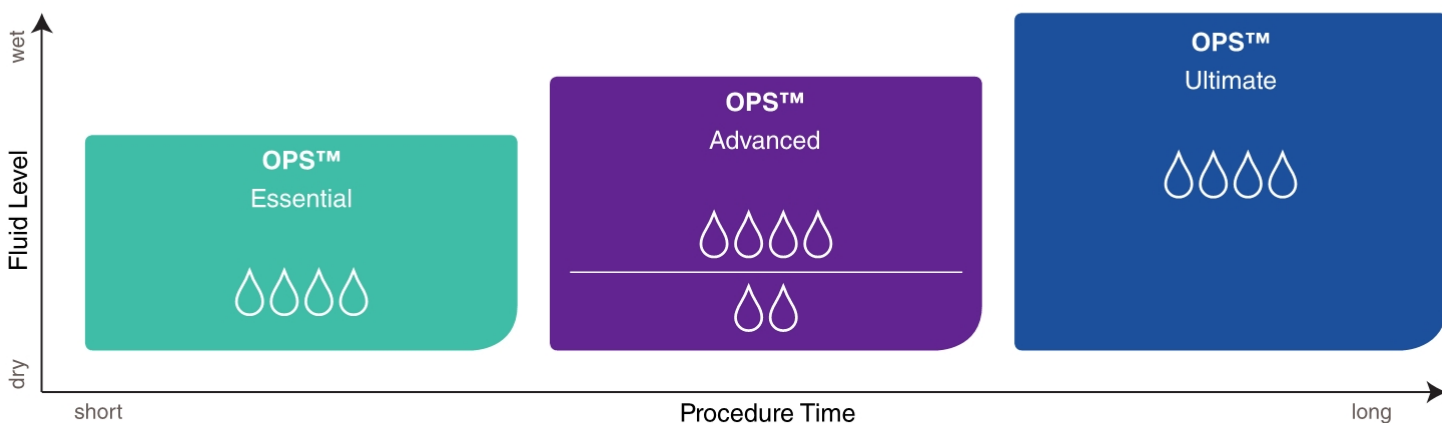 wet
Fluid Level
dry
OPS™
Essential
OPS™
Advanced
OPS™
Ultimate
short
Procedure Time
long